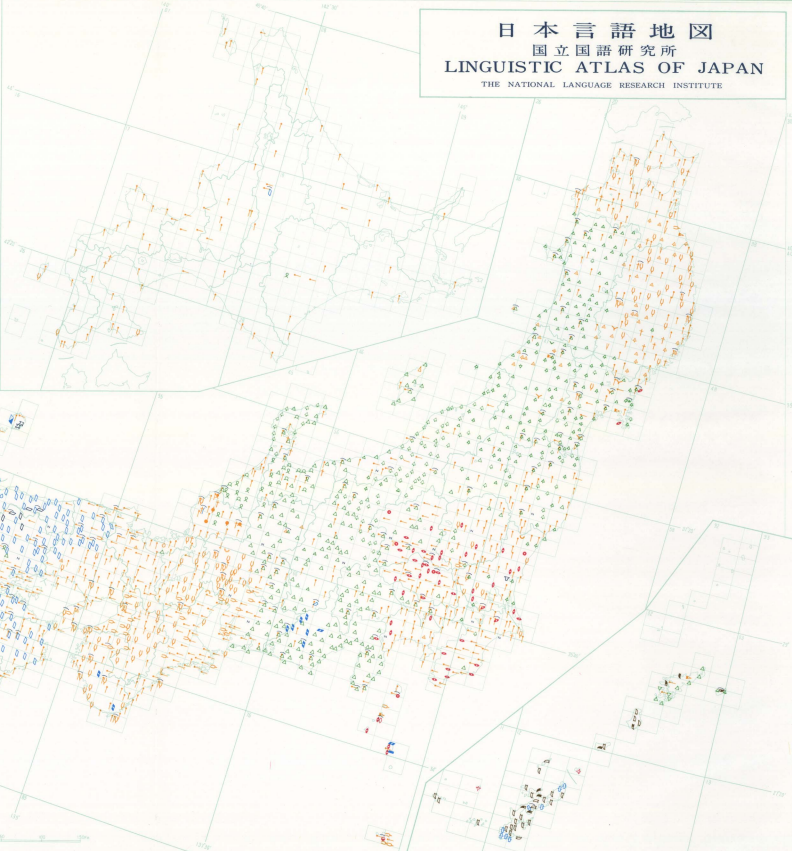 日本言語地図
国立国語研究所
LINGUISTIC ATLAS OF JAPAN
THE NATIONAL LANGUAGE RESEARCH INSTITUTE